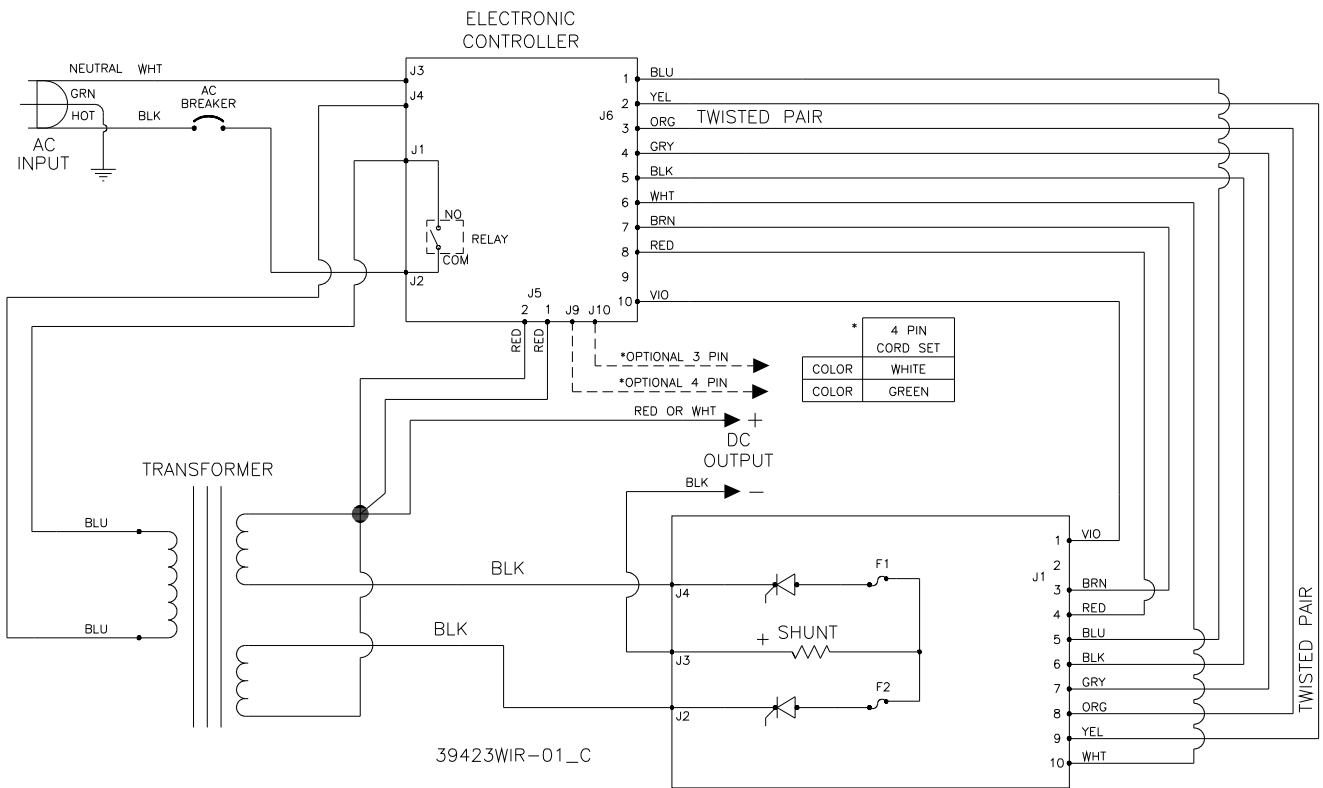 ELECTRONIC
CONTROLLER
NEUTRAL WHT
GRN
HOT
BLK
AC
BREAKER
AC
INPUT
J3
J4
J1
NO
RELAY
COM
J2
J6
1 BLU
2 YEL
TWISTED PAIR
3 ORG
4 GRY
5 BLK
6 WHT
7 BRN
8 RED
9
10 VIO
J5
2 1 J9 J10
RED
RED
*OPTIONAL 3 PIN
*OPTIONAL 4 PIN
* 4 PIN
CORD SET
COLOR WHITE
COLOR GREEN
RED OR WHT +
DC
OUTPUT
BLK −
TRANSFORMER
BLU
BLU
BLK
BLK
J4
F1
+ SHUNT
J3
F2
J2
J1
1 VIO
2
3 BRN
4 RED
5 BLU
6 BLK
7 GRY
8 ORG
9 YEL
10 WHT
TWISTED PAIR
39423WIR-01_C